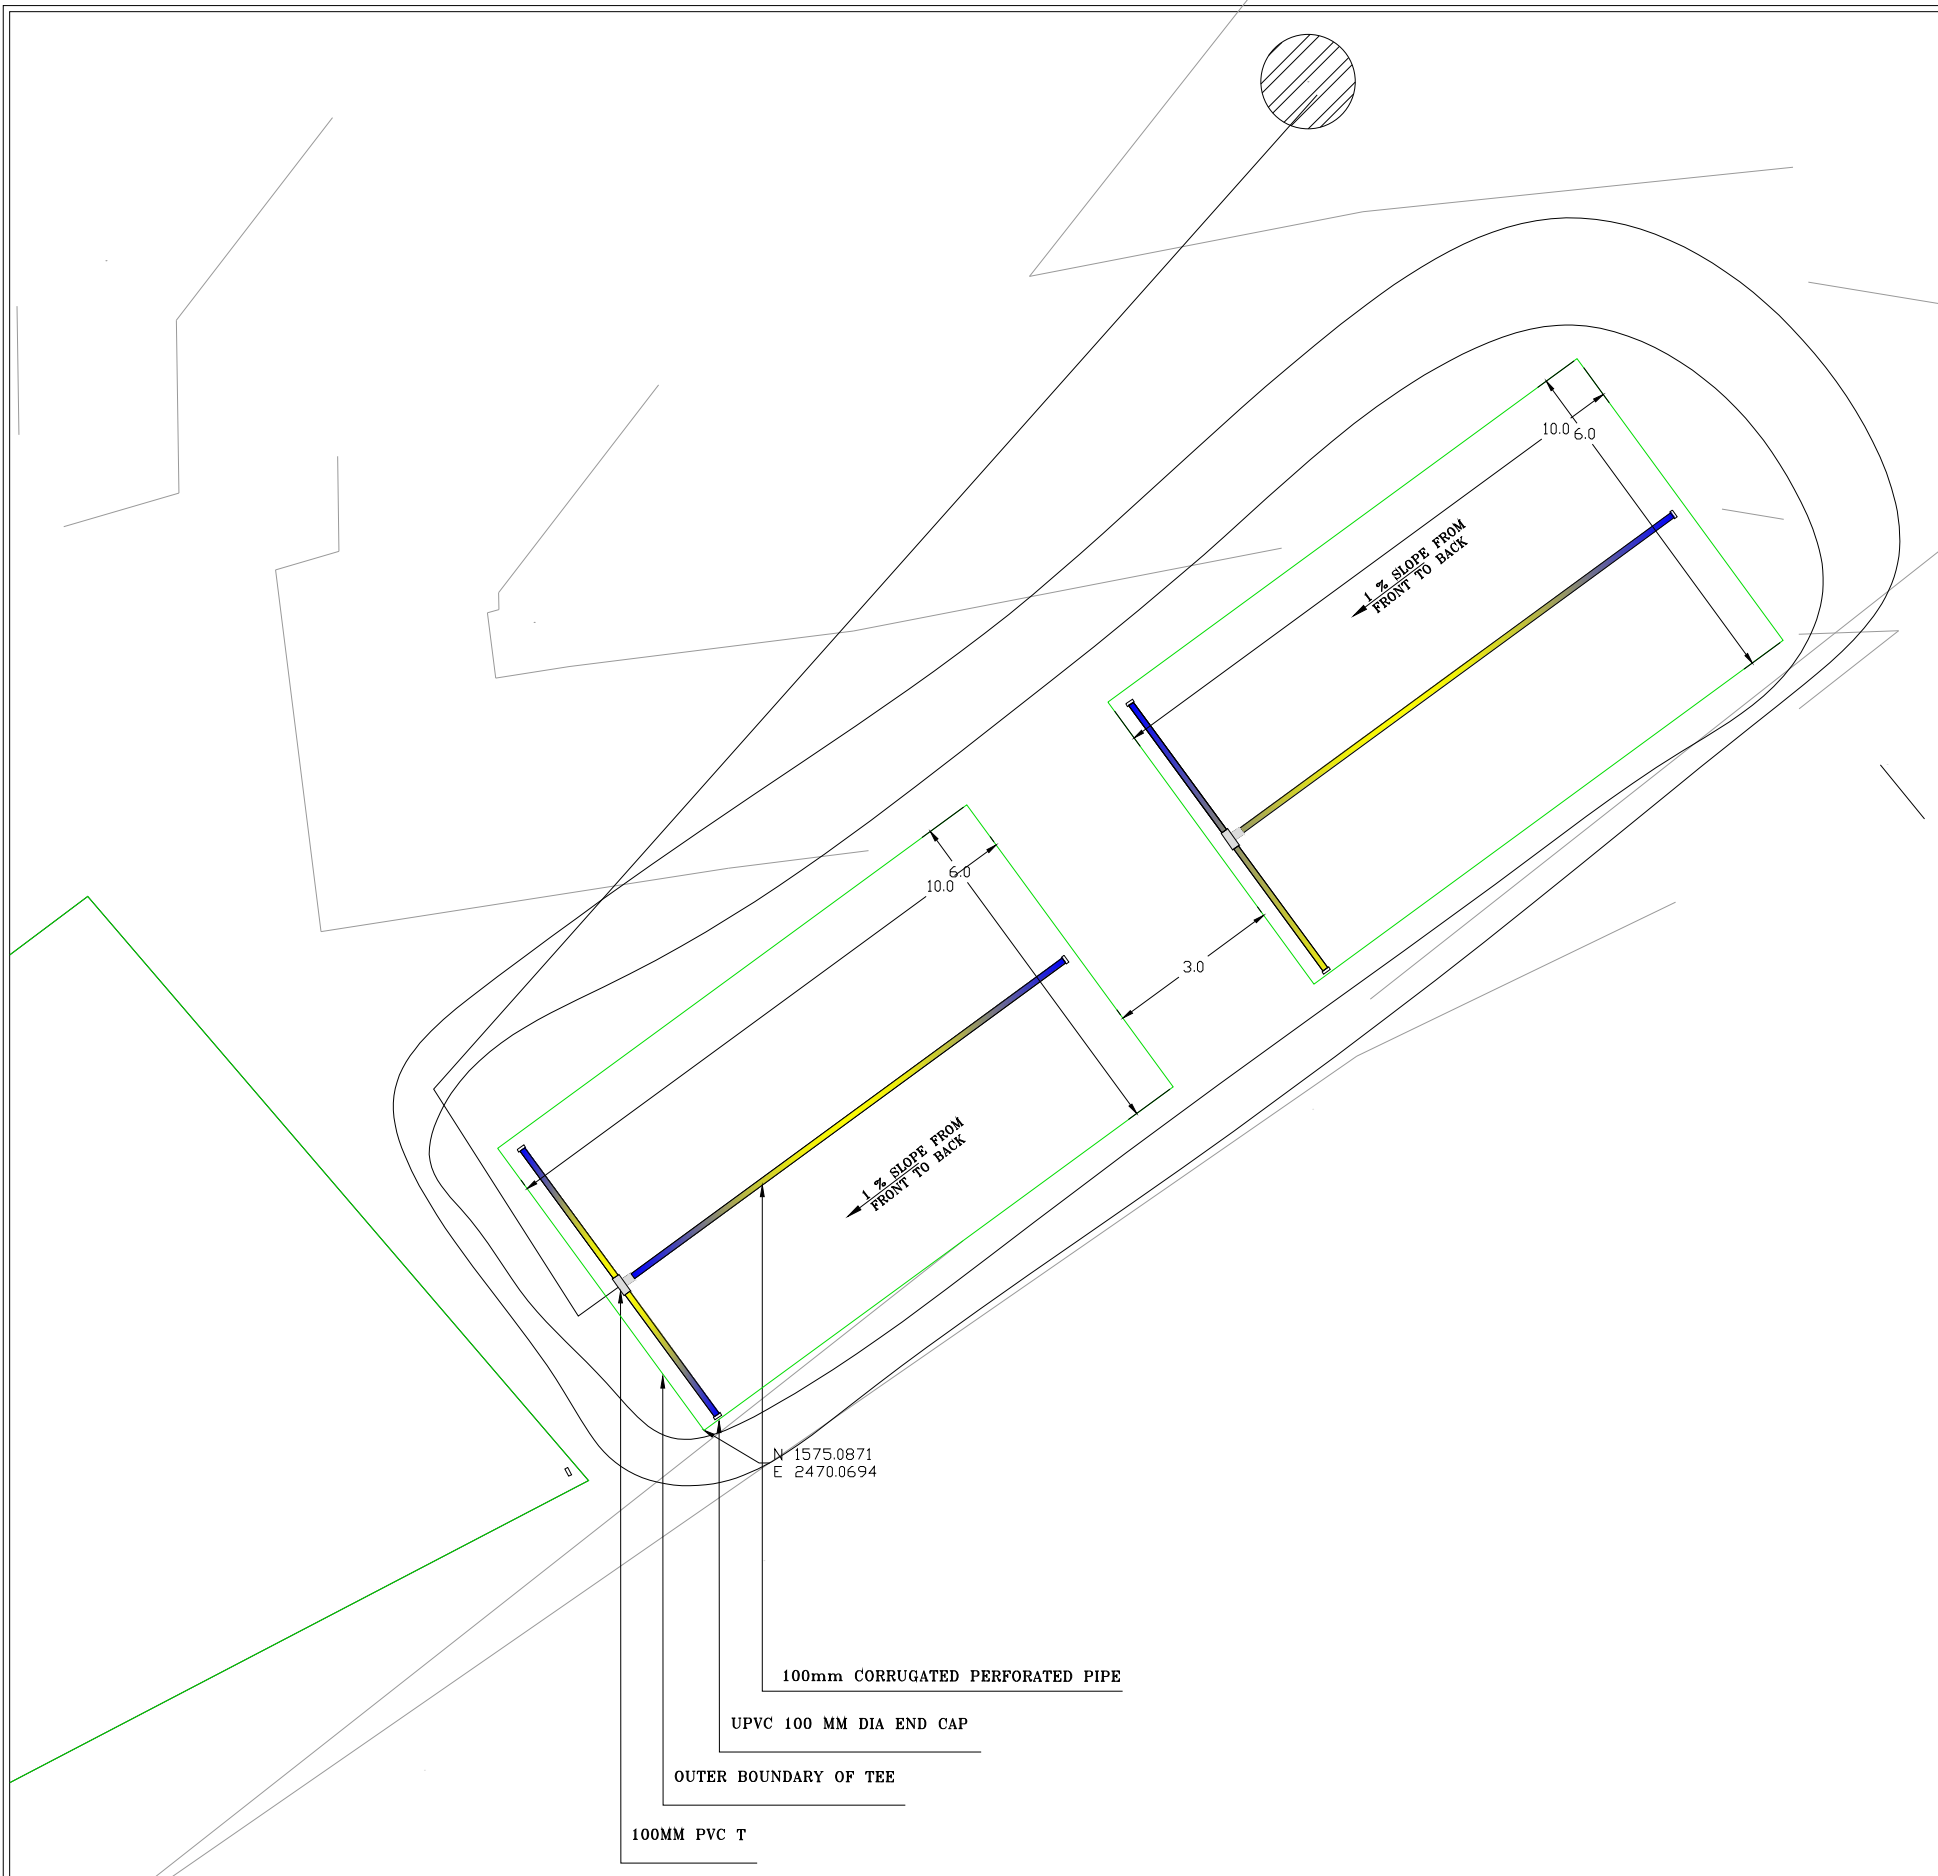 10.0
6.0
1 % SLOPE FROM
FRONT TO BACK
6.0
10.0
3.0
1 % SLOPE FROM
FRONT TO BACK
N 1575.0871
E 2470.0694
100mm CORRUGATED PERFORATED PIPE
UPVC 100 MM DIA END CAP
OUTER BOUNDARY OF TEE
100MM PVC T